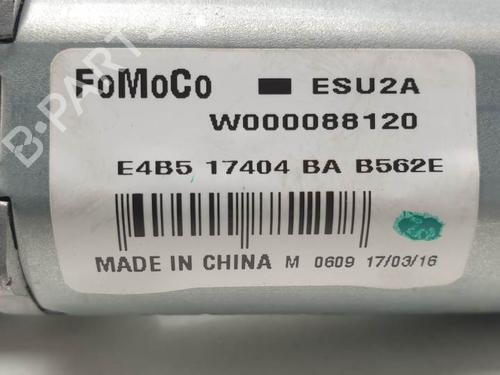 FoMoCo ESU2A
W000088120
E4B5 17404 BA B562E
MADE IN CHINA M 0609 17/03/16
B-PARTS